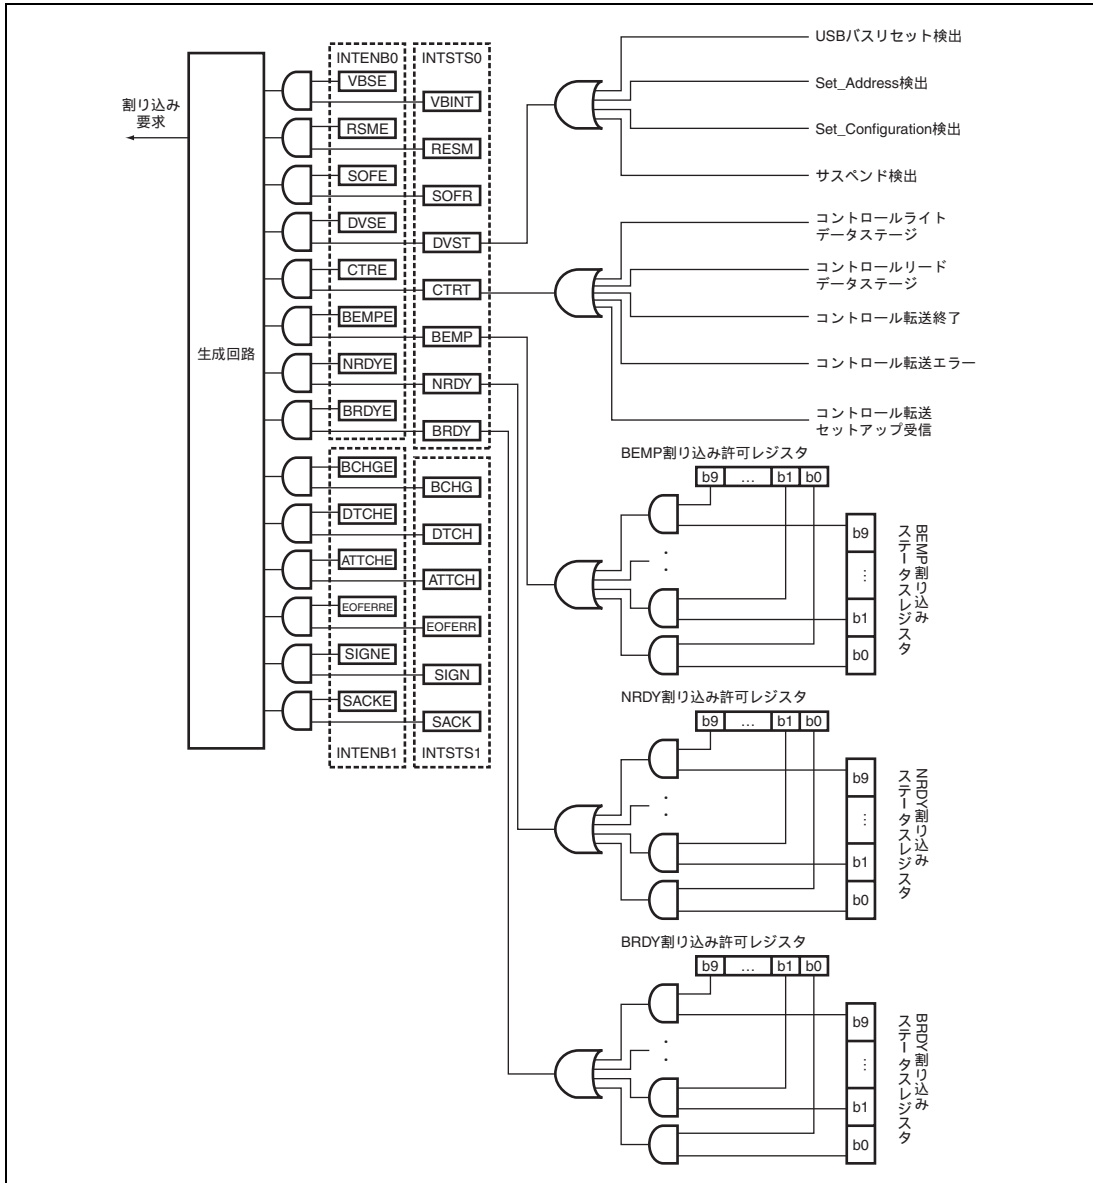 割り込み
要求
生成回路
INTENB0
VBSE
RSME
SOFE
DVSE
CTRE
BEMPE
NRDYE
BRDYE
BCHGE
DTCHE
ATTCHE
EOFERRE
SIGNE
SACKE
INTENB1
INTSTS0
VBINT
RESM
SOFR
DVST
CTRT
BEMP
NRDY
BRDY
BCHG
DTCH
ATTCH
EOFERR
SIGN
SACK
INTSTS1
USBバスリセット検出
Set_Address検出
Set_Configuration検出
サスペンド検出
コントロールライト
データステージ
コントロールリード
データステージ
コントロール転送終了
コントロール転送エラー
コントロール転送
セットアップ受信
BEMP割り込み許可レジスタ
b9 … b1 b0
b9
…
b1
b0
BEMP割り込み
ステータスレジスタ
NRDY割り込み許可レジスタ
b9 … b1 b0
b9
…
b1
b0
NRDY割り込み
ステータスレジスタ
BRDY割り込み許可レジスタ
b9 … b1 b0
b9
…
b1
b0
BRDY割り込み
ステータスレジスタ